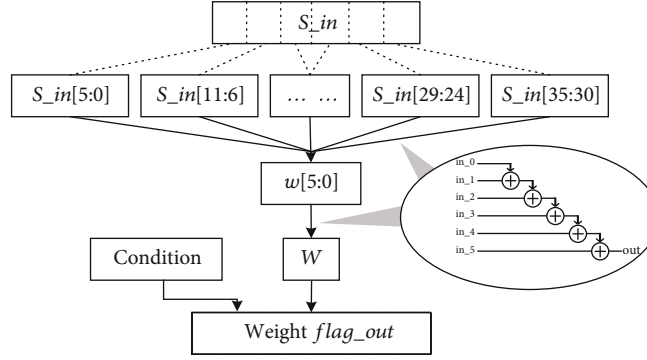 S_in
S_in[5:0] S_in[11:6] ... ... S_in[29:24] S_in[35:30]
w[5:0]
in_0
in_1
in_2
in_3
in_4
in_5
out
Condition
W
Weight flag_out